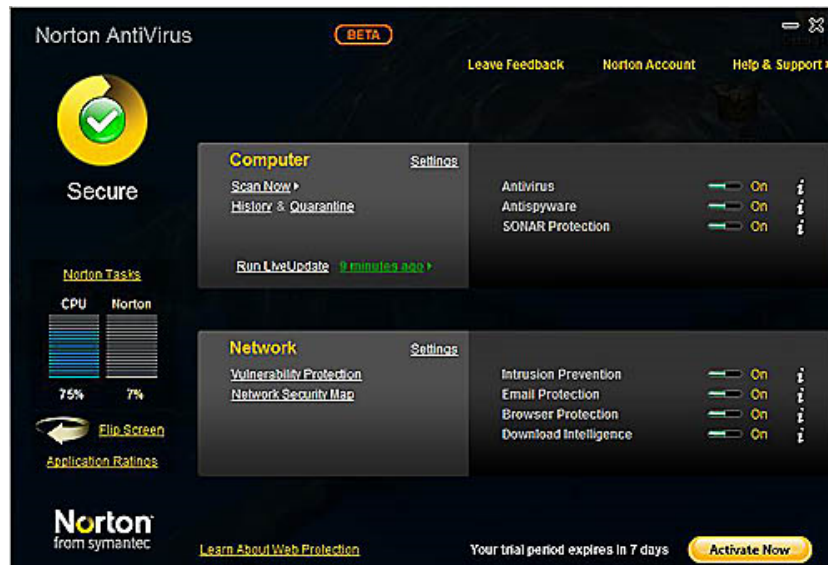 Norton AntiVirus
BETA
Leave Feedback Norton Account Help & Support
Secure
Computer Settings
Scan Now
History & Quarantine
Run LiveUpdate 9 minutes ago
Antivirus On i
Antispyware On i
SONAR Protection On i
Norton Tasks
CPU Norton
75% 7%
Flip Screen
Application Ratings
Network Settings
Vulnerability Protection
Network Security Map
Intrusion Prevention On i
Email Protection On i
Browser Protection On i
Download Intelligence On i
Norton
from symantec
Learn About Web Protection
Your trial period expires in 7 days
Activate Now